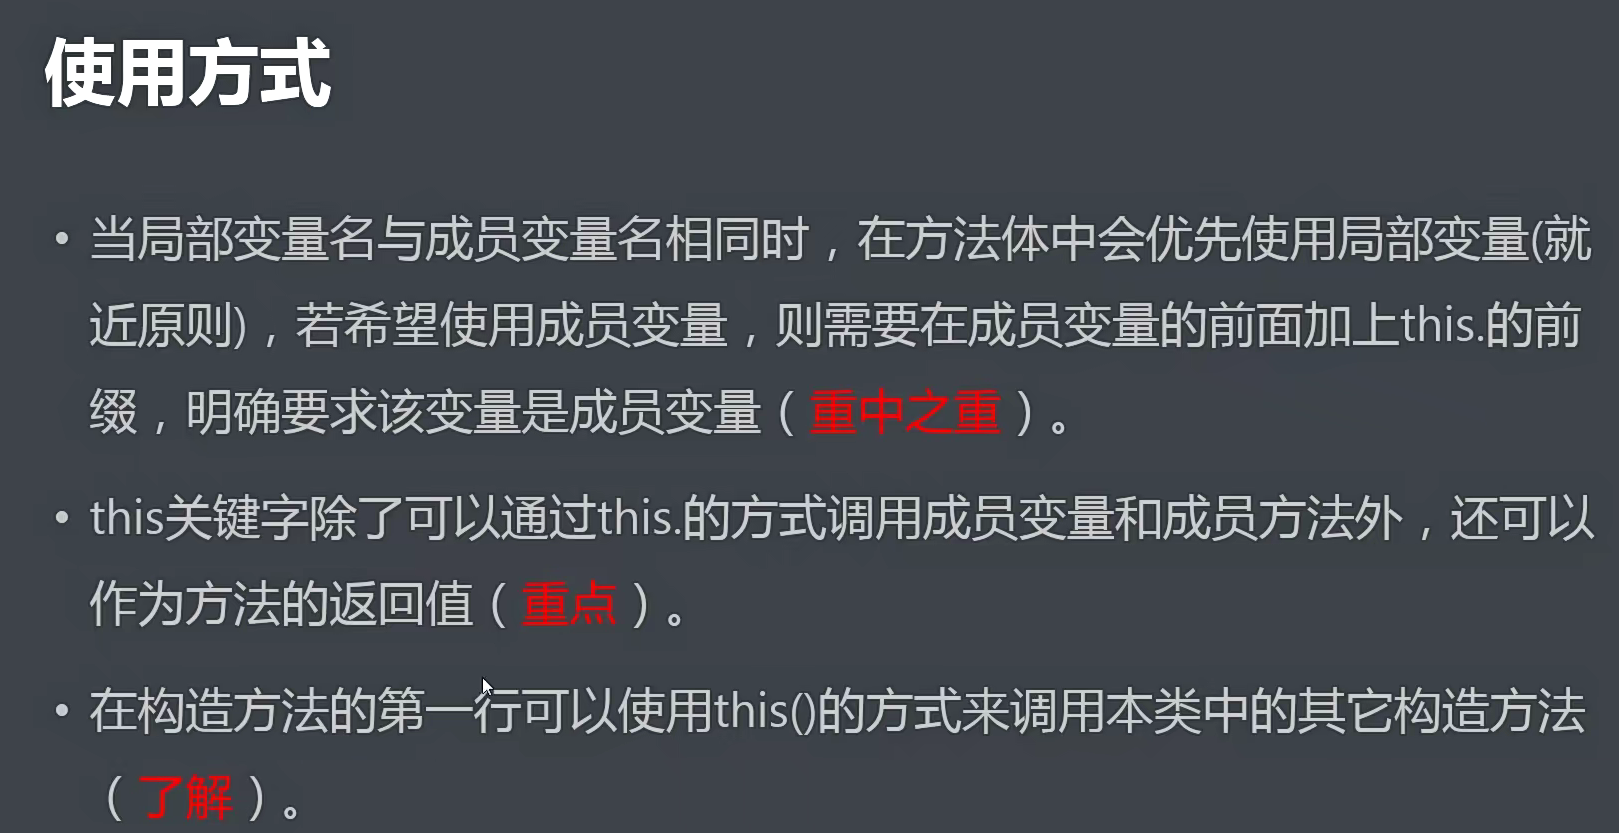 使用方式
• 当局部变量名与成员变量名相同时，在方法体中会优先使用局部变量(就
近原则)，若希望使用成员变量，则需要在成员变量的前面加上this.的前
缀，明确要求该变量是成员变量（重中之重）。
• this关键字除了可以通过this.的方式调用成员变量和成员方法外，还可以
作为方法的返回值（重点）。
• 在构造方法的第一行可以使用this()的方式来调用本类中的其它构造方法
（了解）。